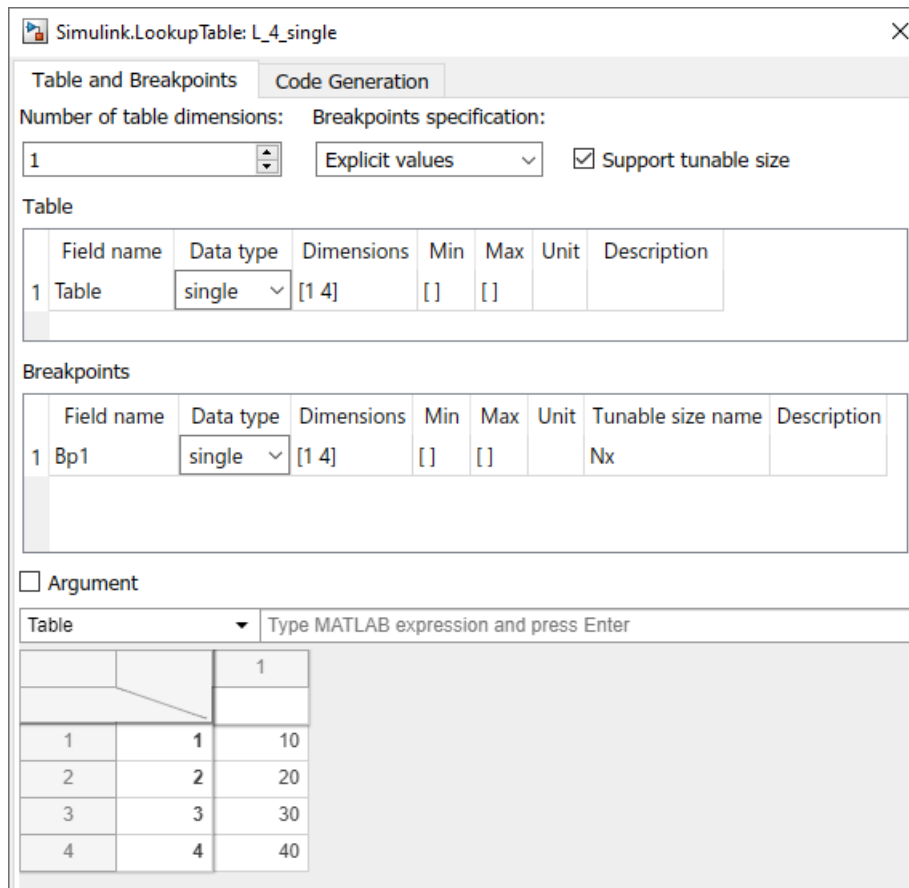 Simulink.LookupTable: L_4_single
Table and Breakpoints Code Generation
Number of table dimensions: Breakpoints specification:
1 Explicit values Support tunable size
Table
Field name Data type Dimensions Min Max Unit Description
1 Table single [1 4] [ ] [ ]
Breakpoints
Field name Data type Dimensions Min Max Unit Tunable size name Description
1 Bp1 single [1 4] [ ] [ ] Nx
Argument
Table Type MATLAB expression and press Enter
1
1 1 10
2 2 20
3 3 30
4 4 40